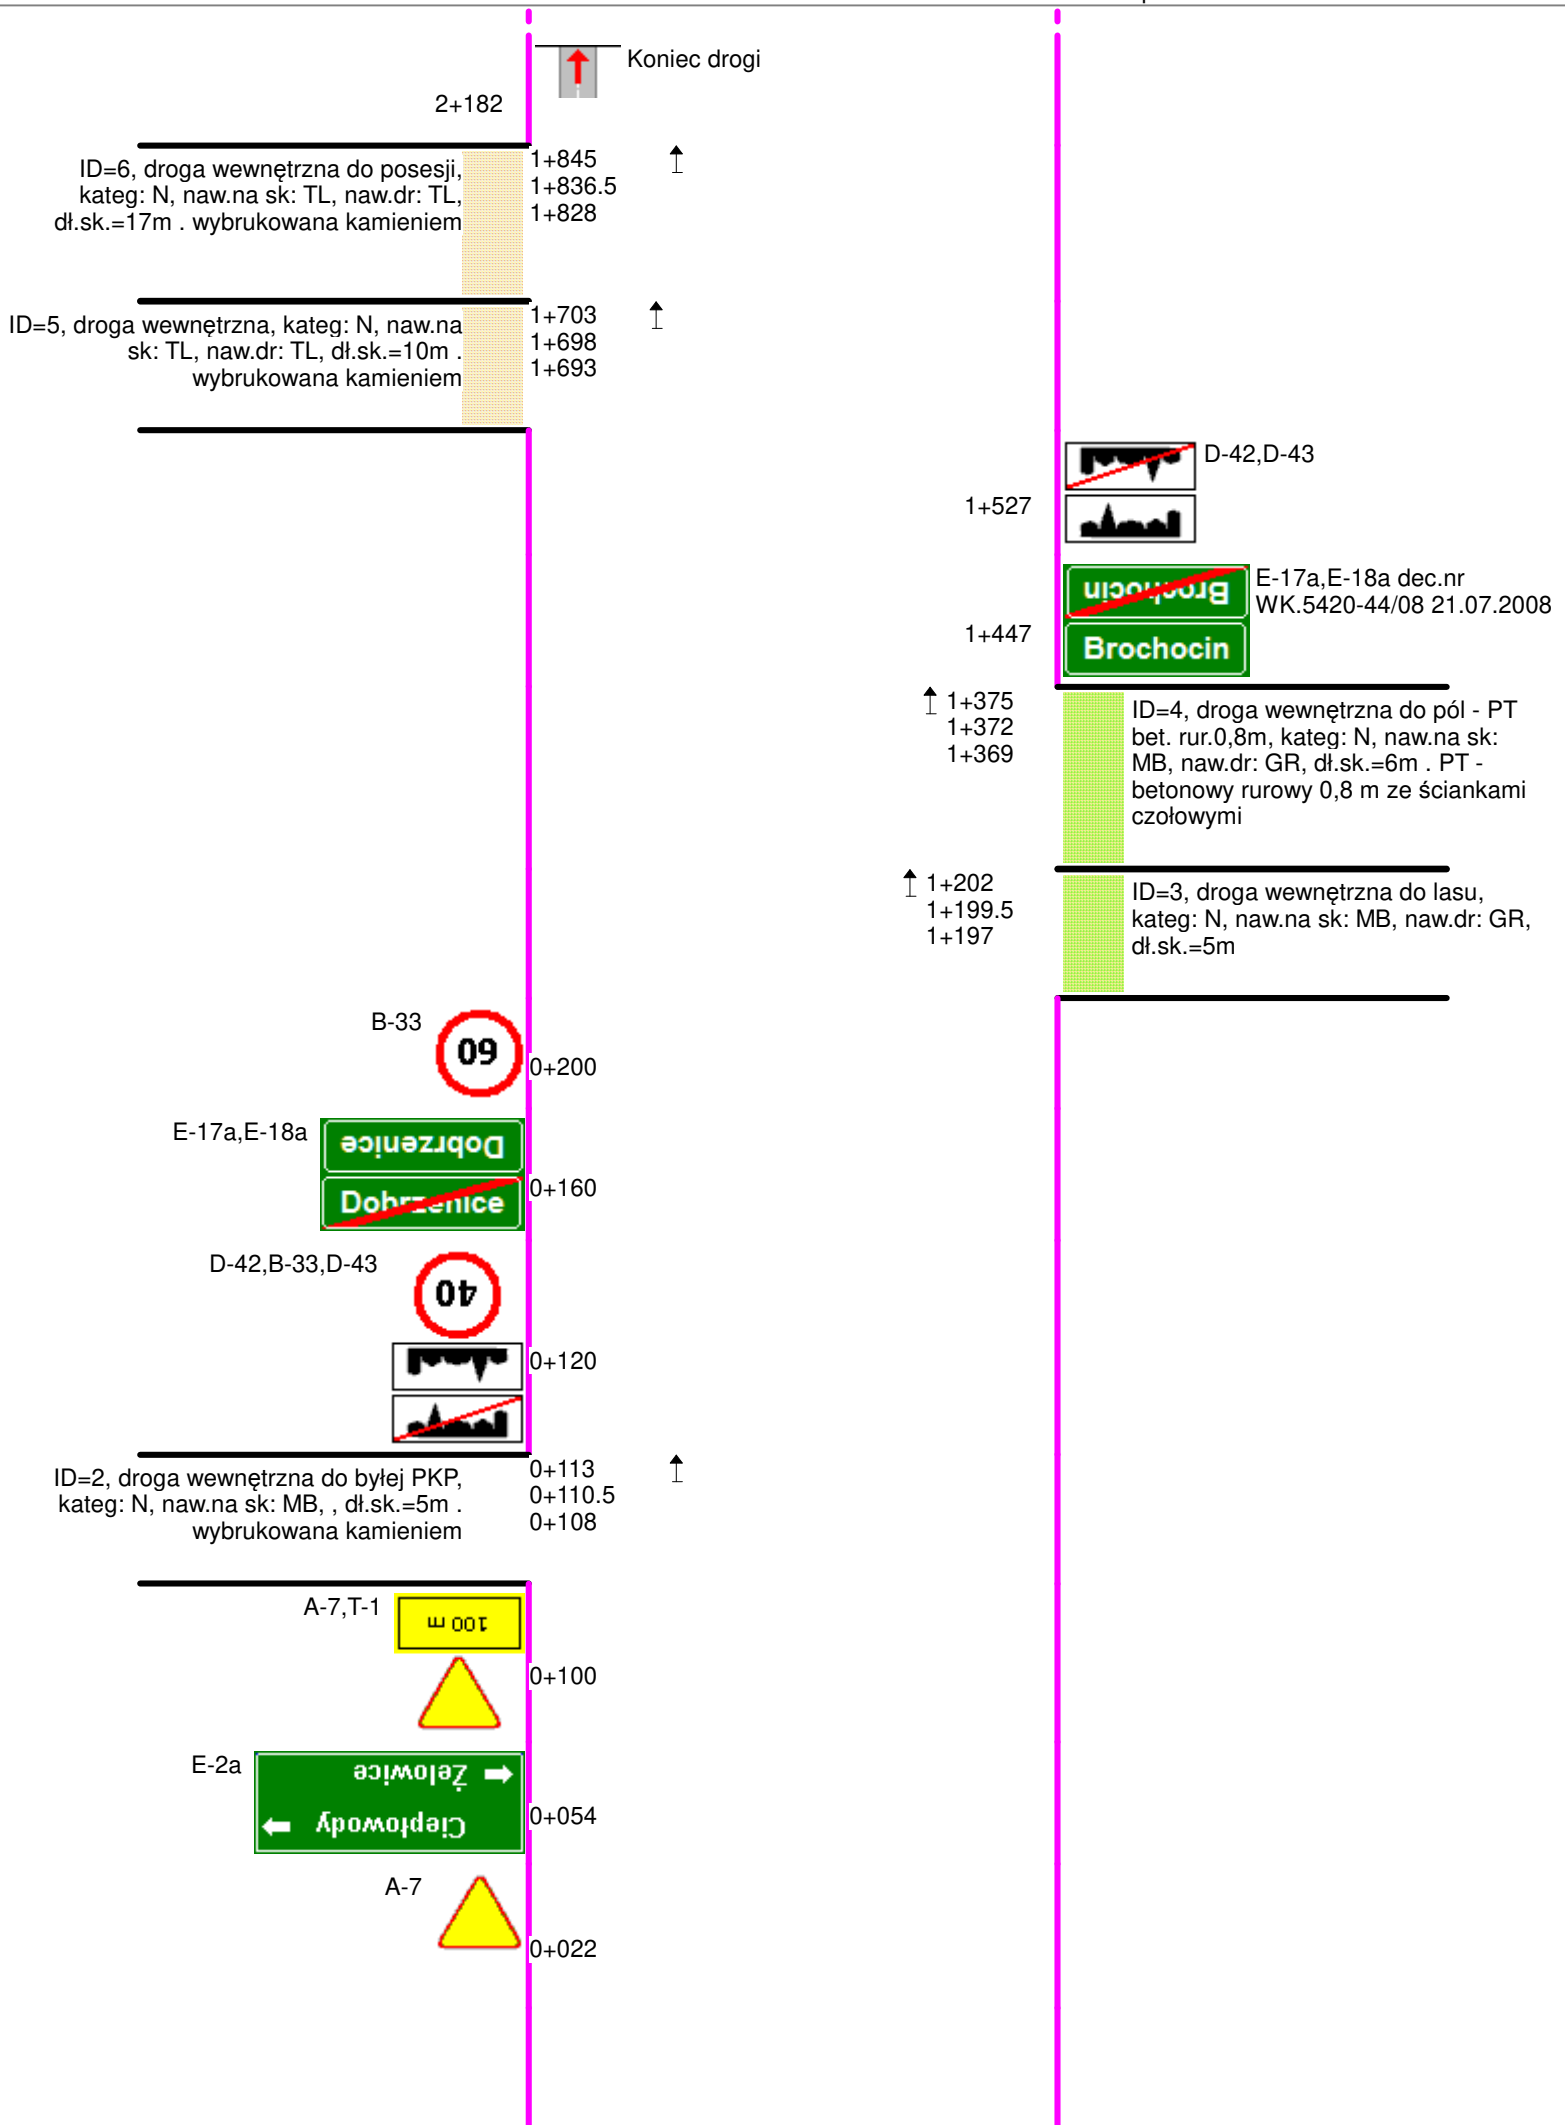 Koniec drogi
2+182
ID=6, droga wewnętrzna do posesji,
kateg: N, naw.na sk: TL, naw.dr: TL,
dł.sk.=17m . wybrukowana kamieniem
1+845
1+836.5
1+828
ID=5, droga wewnętrzna, kateg: N, naw.na
sk: TL, naw.dr: TL, dł.sk.=10m .
wybrukowana kamieniem
1+703
1+698
1+693
D-42,D-43
1+527
Brochocin
E-17a,E-18a dec.nr
WK.5420-44/08 21.07.2008
1+447
Brochocin
1+375
1+372
1+369
ID=4, droga wewnętrzna do pól - PT
bet. rur.0,8m, kateg: N, naw.na sk:
MB, naw.dr: GR, dł.sk.=6m . PT -
betonowy rurowy 0,8 m ze ściankami
czołowymi
1+202
1+199.5
1+197
ID=3, droga wewnętrzna do lasu,
kateg: N, naw.na sk: MB, naw.dr: GR,
dł.sk.=5m
B-33
60
0+200
E-17a,E-18a
Dobrzenice
Dobrzenice
0+160
D-42,B-33,D-43
40
0+120
ID=2, droga wewnętrzna do byłej PKP,
kateg: N, naw.na sk: MB, , dł.sk.=5m .
wybrukowana kamieniem
0+113
0+110.5
0+108
A-7,T-1
100 m
0+100
E-2a
Żelowice
Ciepłowody
0+054
A-7
0+022